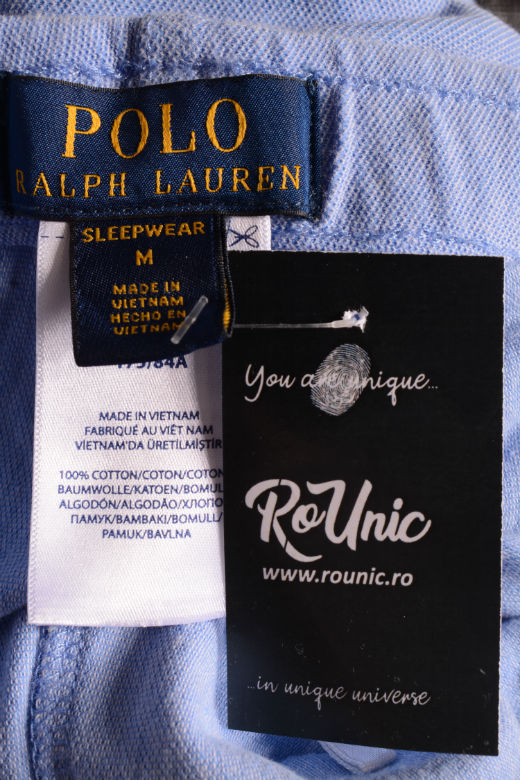 POLO
RALPH LAUREN
SLEEPWEAR
M
MADE IN
VIETNAM
HECHO EN
VIETNAM
175/84A
MADE IN VIETNAM
FABRIQUÉ AU VIÊT NAM
VIETNAM'DA ÜRETILMIŞTIR
100% COTTON/COTON/COTON
BAUMWOLLE/KATOEN/BOMUL
ALGODÓN/ALGODÃO/ХЛОПО
ПАМУК/BAMBAKI/BOMULL/
PAMUK/BAVLNA
You are unique...
RoUnic
www.rounic.ro
...in unique universe